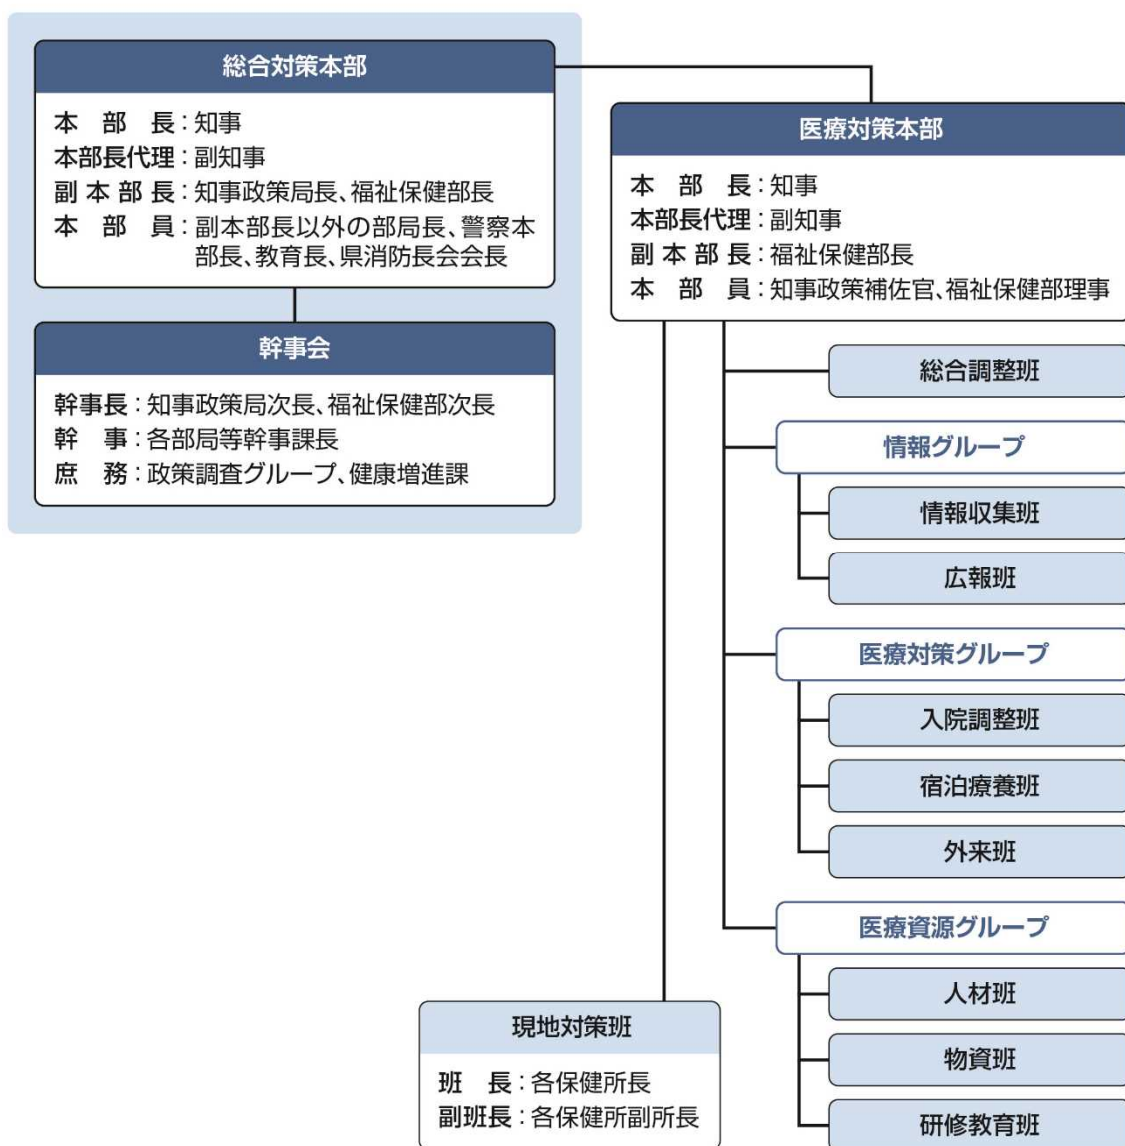 総合対策本部
本部長：知事
本部長代理：副知事
副本部長：知事政策局長、福祉保健部長
本部員：副本部長以外の部局長、警察本
部長、教育長、県消防長会会長
幹事会
幹事長：知事政策局次長、福祉保健部次長
幹事：各部局等幹事課長
庶務：政策調査グループ、健康増進課
医療対策本部
本部長：知事
本部長代理：副知事
副本部長：福祉保健部長
本部員：知事政策補佐官、福祉保健部理事
総合調整班
情報グループ
情報収集班
広報班
医療対策グループ
入院調整班
宿泊療養班
外来班
医療資源グループ
人材班
物資班
研修教育班
現地対策班
班長：各保健所長
副班長：各保健所副所長